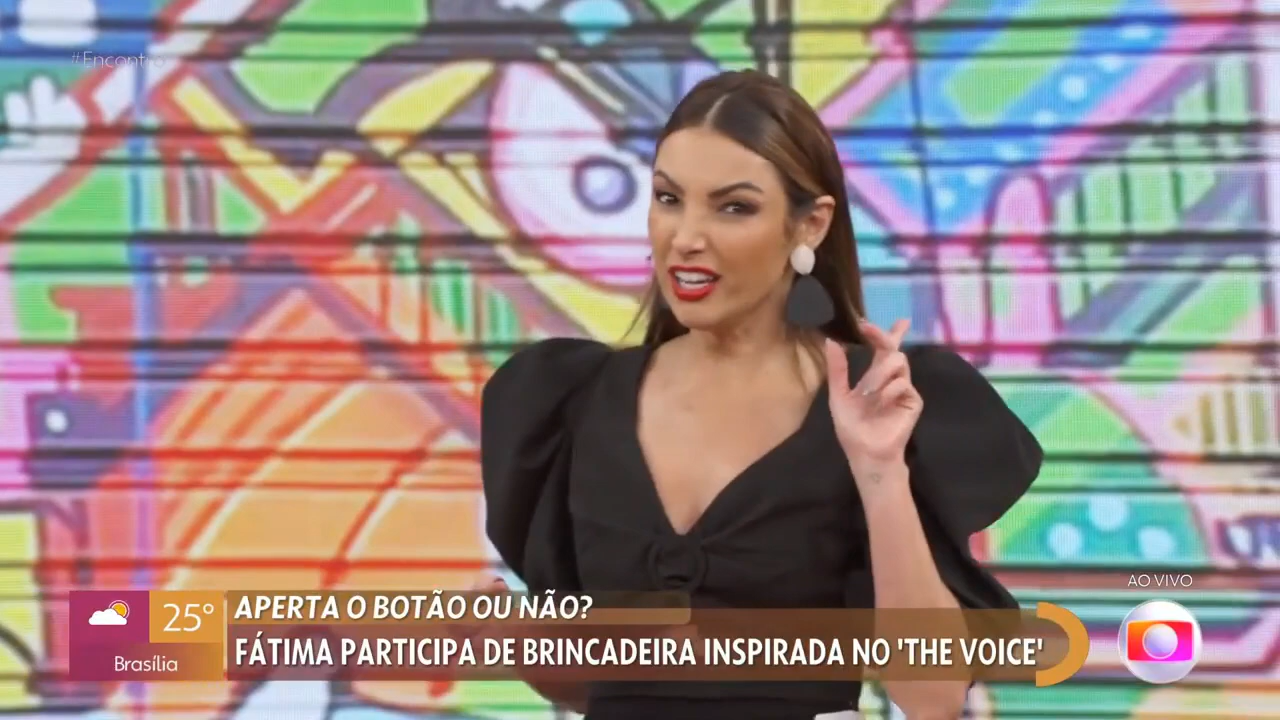 #Encontro
AO VIVO
25°
Brasília
APERTA O BOTÃO OU NÃO?
FÁTIMA PARTICIPA DE BRINCADEIRA INSPIRADA NO 'THE VOICE'